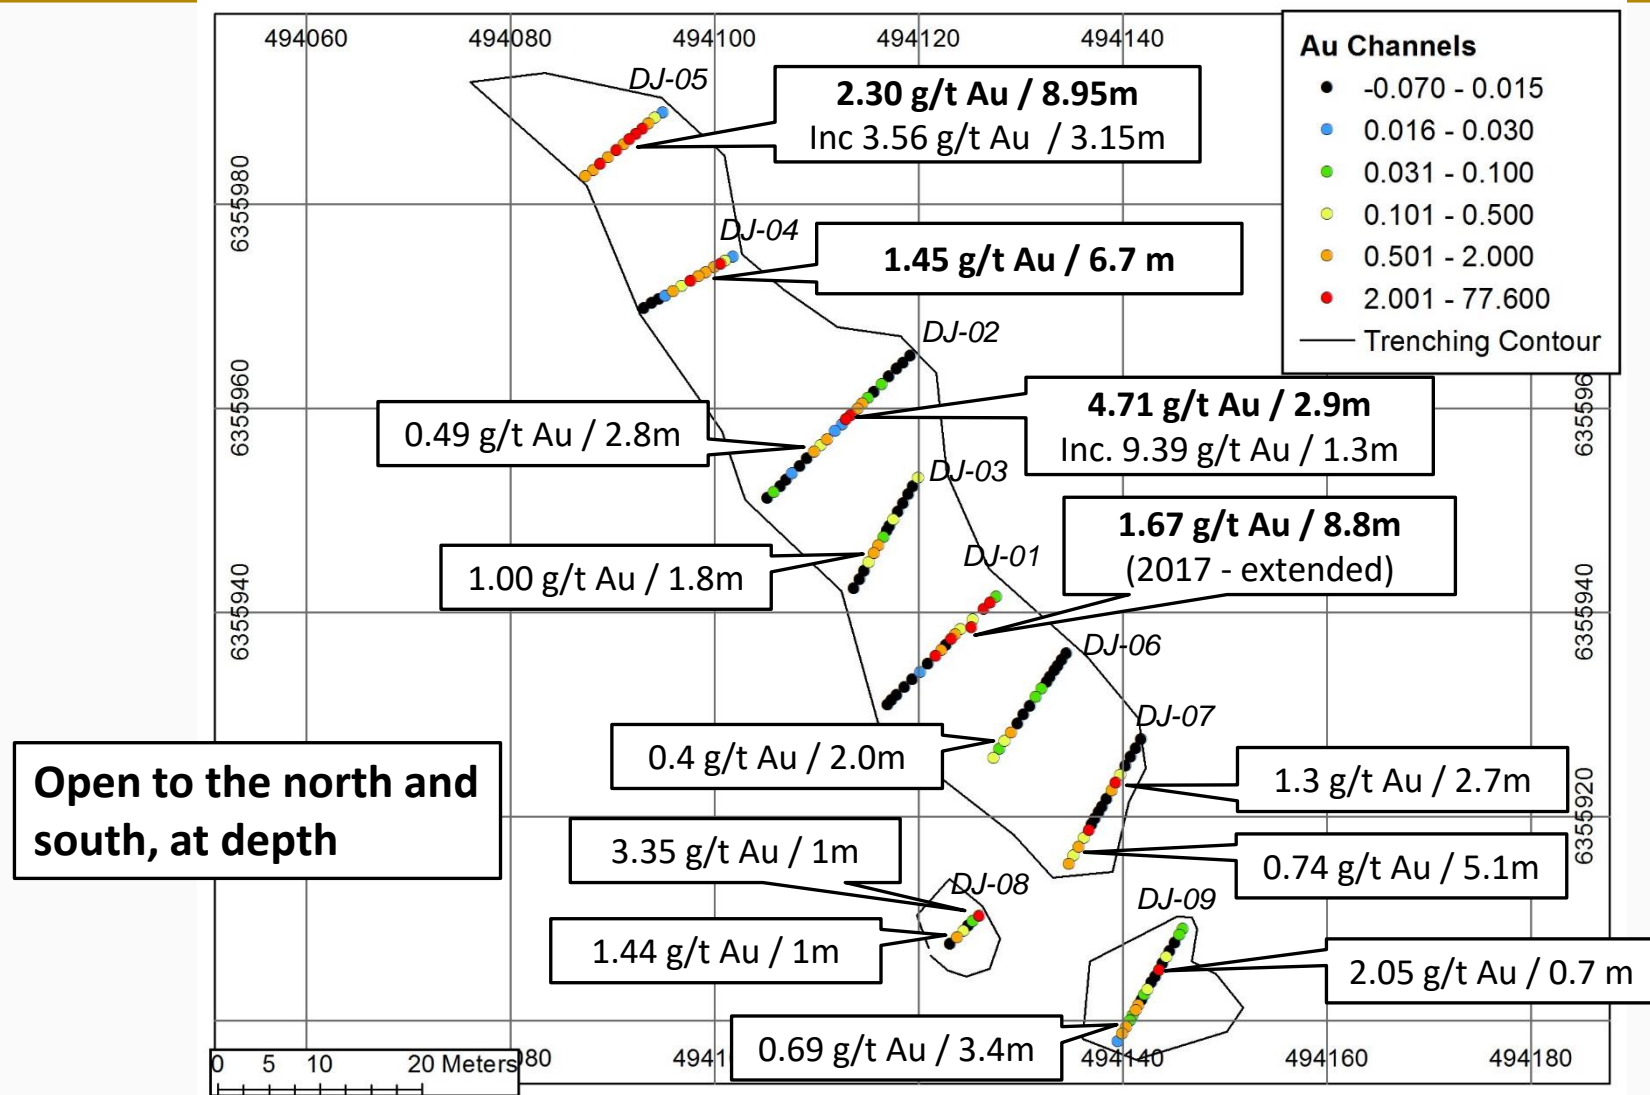 494060
494080
494100
494120
494140
Au Channels
-0.070 - 0.015
0.016 - 0.030
0.031 - 0.100
0.101 - 0.500
0.501 - 2.000
2.001 - 77.600
Trenching Contour
DJ-05
2.30 g/t Au / 8.95m
Inc 3.56 g/t Au / 3.15m
6355980
DJ-04
1.45 g/t Au / 6.7 m
DJ-02
6355960
635596
4.71 g/t Au / 2.9m
Inc. 9.39 g/t Au / 1.3m
0.49 g/t Au / 2.8m
DJ-03
1.67 g/t Au / 8.8m
(2017 - extended)
DJ-01
1.00 g/t Au / 1.8m
6355940
6355940
DJ-06
DJ-07
0.4 g/t Au / 2.0m
Open to the north and
south, at depth
1.3 g/t Au / 2.7m
6355920
3.35 g/t Au / 1m
0.74 g/t Au / 5.1m
DJ-08
DJ-09
1.44 g/t Au / 1m
2.05 g/t Au / 0.7 m
0.69 g/t Au / 3.4m
0 5 10 20 Meters
080
4941
494140
494160
494180